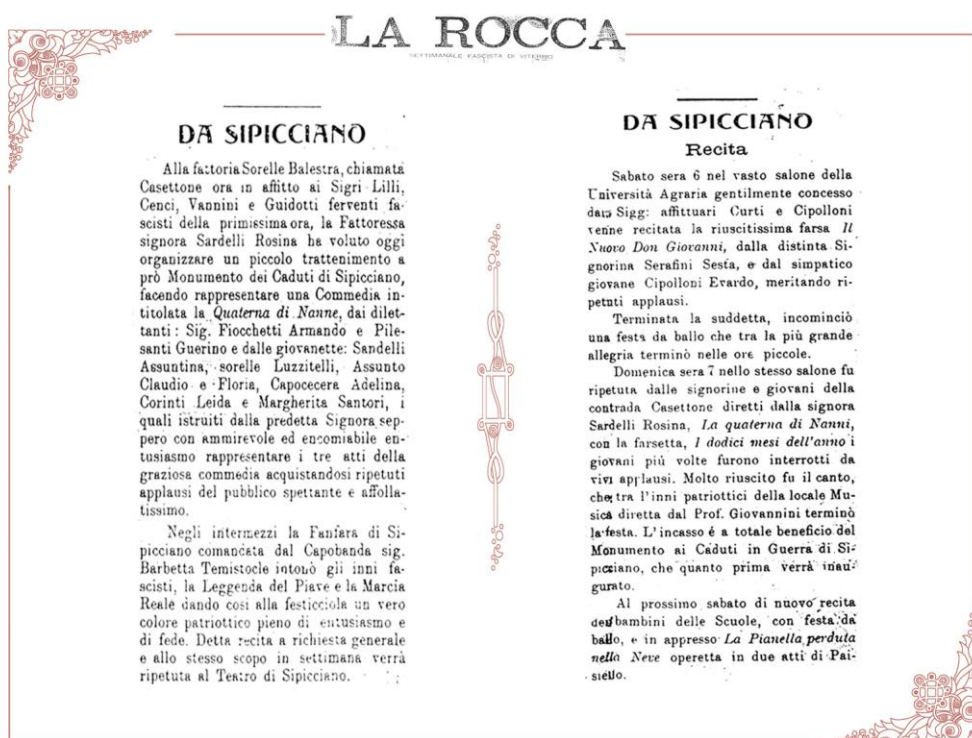 LA ROCCA
SETTIMANALE FASCISTA DI VITERBO
DA SIPICCIANO
Alla fattoria Sorelle Balestra, chiamata
Casettone ora in affitto ai Sigri Lilli,
Cenci, Vannini e Guidotti ferventi fa-
scisti della primissima ora, la Fattoressa
signora Sardelli Rosina ha voluto oggi
organizzare un piccolo trattenimento a
prò Monumento dei Caduti di Sipicciano,
facendo rappresentare una Commedia in-
titolata la Quaterna di Nanne, dai dilet-
tanti: Sig. Fiocchetti Armando e Pile-
santi Guerino e dalle giovanette: Sandelli
Assuntina, sorelle Luzzitelli, Assunto
Claudio e Floria, Capocecera Adelina,
Corinti Leida e Margherita Santori, i
quali istruiti dalla predetta Signora sep-
però con ammirevole ed encomiabile en-
tusiasmo rappresentare i tre atti della
graziosa commedia acquistandosi ripetuti
applausi del pubblico spettante e affolla-
tissimo.
Negli intermezzi la Fanfara di Si-
picciano comandata dal Capobanda sig.
Barbetta Temistocle intonò gli inni fa-
scisti, la Leggenda del Piave e la Marcia
Reale dando cosi alla festicciola un vero
colore patriottico pieno di entusiasmo e
di fede. Detta recita a richiesta generale
e allo stesso scopo in settimana verrà
ripetuta al Teatro di Sipicciano.
DA SIPICCIANO
Recita
Sabato sera 6 nel vasto salone della
Università Agraria gentilmente concesso
dai Sigg: affittuari Curti e Cipolloni
venne recitata la riuscitissima farsa Il
Nuovo Don Giovanni, dalla distinta Si-
gnorina Serafini Sesta, e dal simpatico
giovane Cipolloni Evardo, meritando ri-
petuti applausi.
Terminata la suddetta, incominciò
una festa da ballo che tra la più grande
allegria terminò nelle ore piccole.
Domenica sera 7 nello stesso salone fu
ripetuta dalle signorine e giovani della
contrada Casettone diretti dalla signora
Sardelli Rosina, La quaterna di Nanni,
con la farsetta, I dodici mesi dell'anno i
giovani più volte furono interrotti da
vivi applausi. Molto riuscito fu il canto,
che tra l'inni patriottici della locale Mu-
sica diretta dal Prof. Giovannini terminò
la festa. L'incasso é a totale beneficio del
Monumento ai Caduti in Guerra di Si-
picciano, che quanto prima verrà inau-
gurato.
Al prossimo sabato di nuovo recita
dei bambini delle Scuole, con festa da
ballo, e in appresso La Pianella perduta
nella Neve operetta in due atti di Pai-
siello.